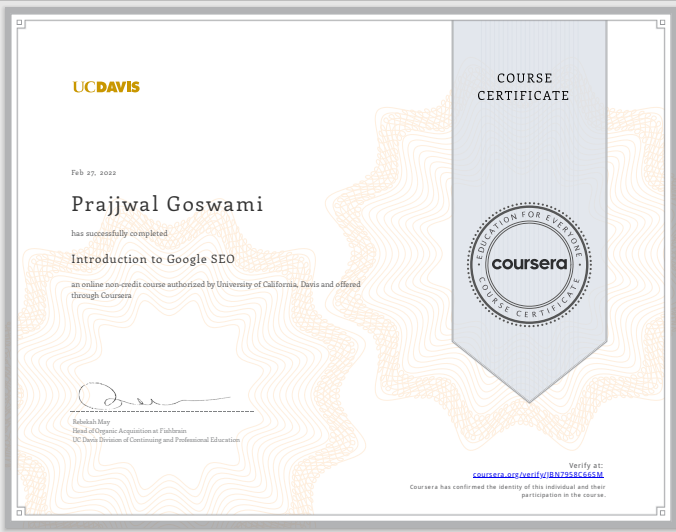 COURSE
CERTIFICATE
UCDAVIS
Feb 27, 2022
Prajjwal Goswami
has successfully completed
Introduction to Google SEO
an online non-credit course authorized by University of California, Davis and offered
through Coursera
EDUCATION FOR EVERYONE
coursera
COURSE CERTIFICATE
Rebekah May
Head of Organic Acquisition at Fishbrain
UC Davis Division of Continuing and Professional Education
Verify at:
coursera.org/verify/JBN7958C665M
Coursera has confirmed the identity of this individual and their
participation in the course.